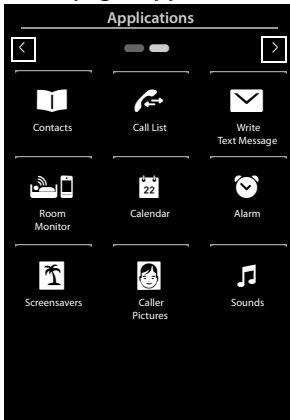 Applications
Contacts
Call List
Write
Text Message
Room
Monitor
22
Calendar
Alarm
Screensavers
Caller
Pictures
Sounds